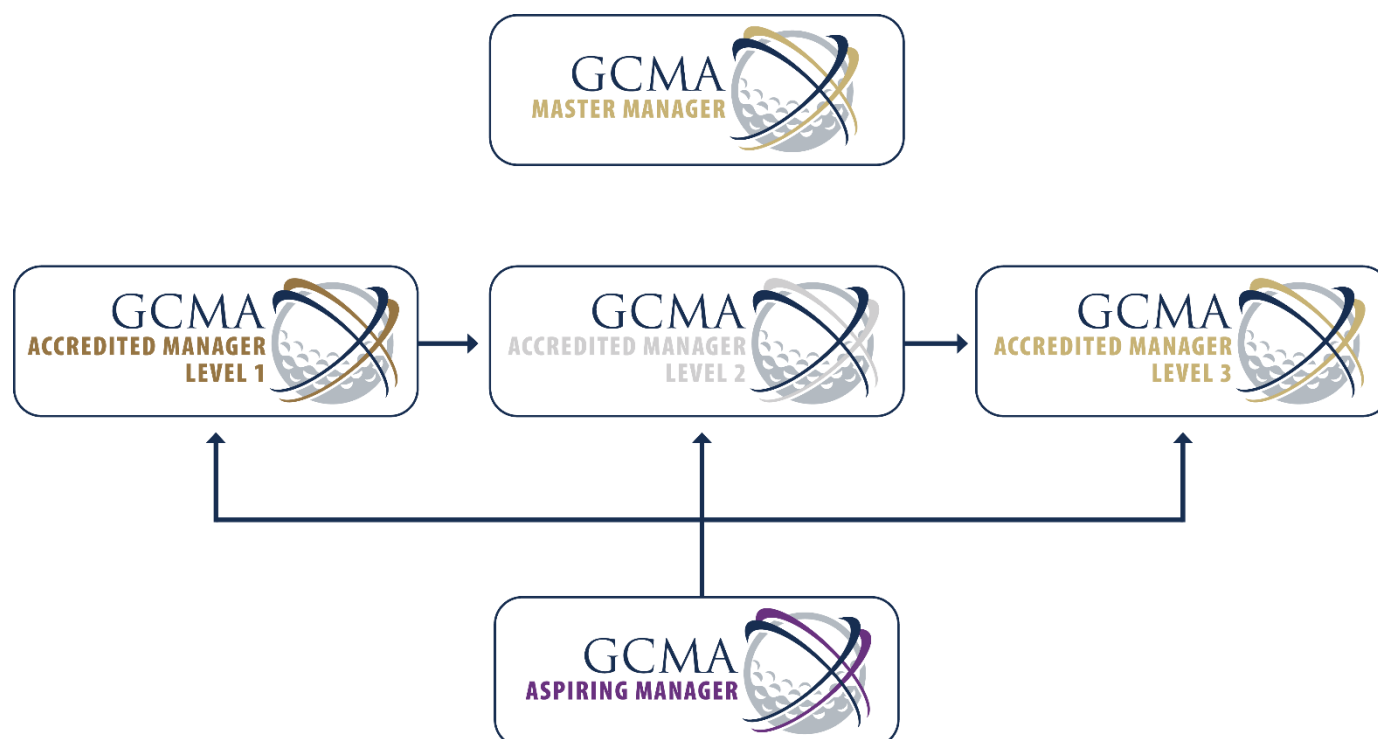 GCMA
MASTER MANAGER
GCMA
ACCREDITED MANAGER
LEVEL 1
GCMA
ACCREDITED MANAGER
LEVEL 2
GCMA
ACCREDITED MANAGER
LEVEL 3
GCMA
ASPIRING MANAGER